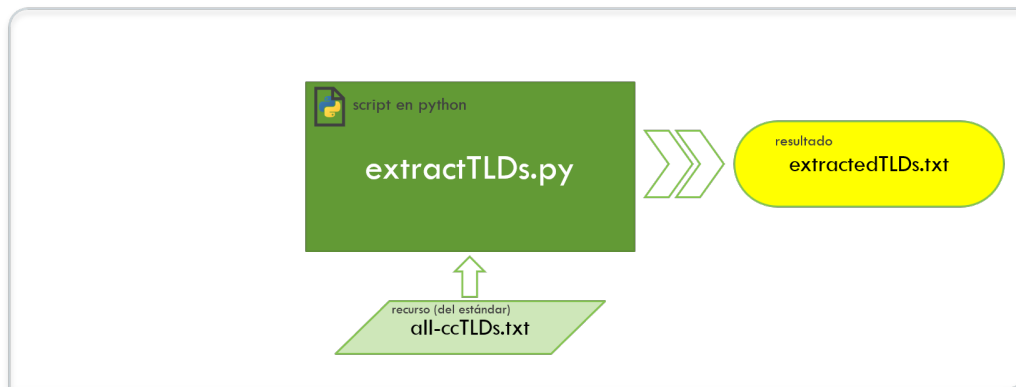 script en python
extractTLDs.py
resultado
extractedTLDs.txt
recurso (del estándar)
all-ccTLDs.txt